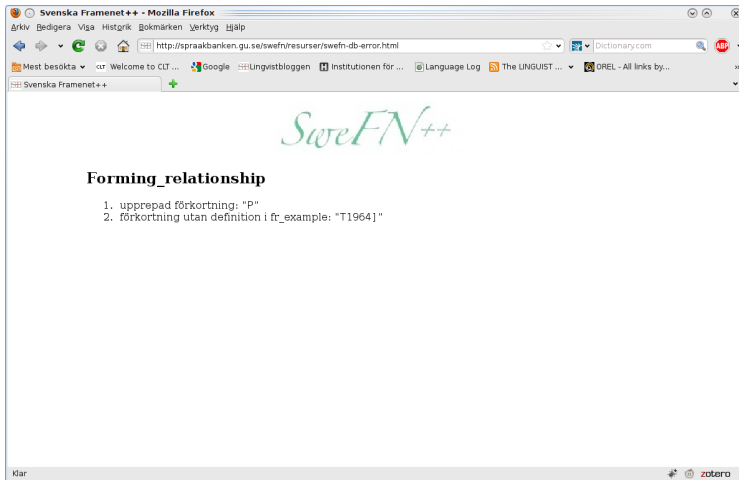 Svenska Framenet++ - Mozilla Firefox
Arkiv Redigera Visa Historik Bokmärken Verktyg Hjälp
http://spraakbanken.gu.se/swefn/resurser/swefn-db-error.html Dictionary.com ABP
Mest besökta CLT Welcome to CLT ... Google Lingvistbloggen Institutionen för ... Language Log The LINGUIST ... OREL - All links by... »
Svenska Framenet++
SweFN++
Forming_relationship
1. upprepad förkortning: "P"
2. förkortning utan definition i fr_example: "T1964]"
Klar zotero